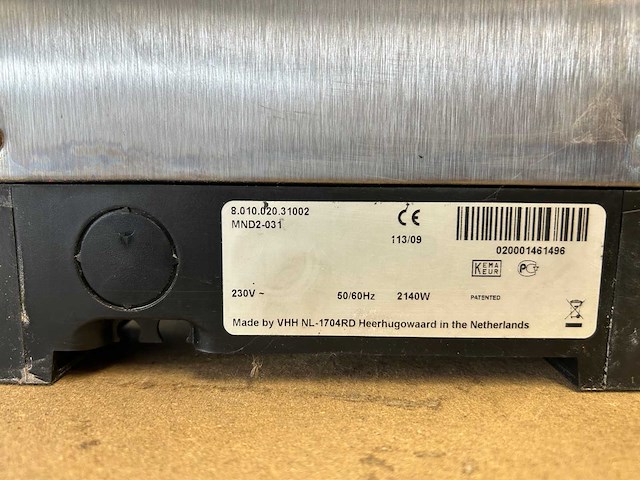 8.010.020.31002
MND2-031
CE
113/09
020001461496
KEMA
KEUR
PC
230V ~ 50/60Hz 2140W PATENTED
Made by VHH NL-1704RD Heerhugowaard in the Netherlands